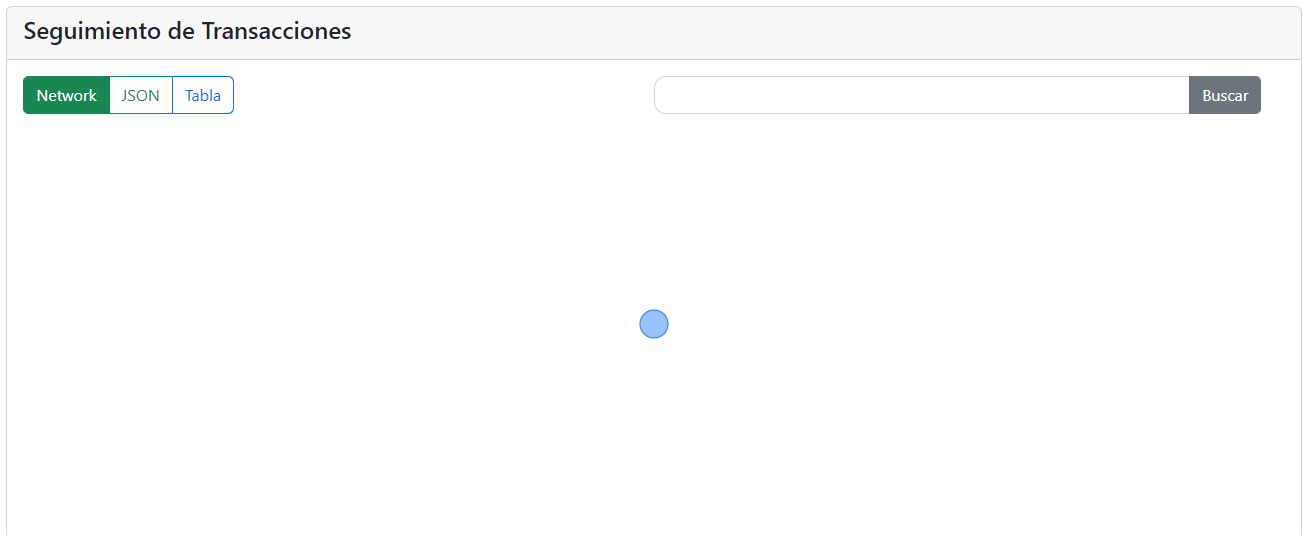 Seguimiento de Transacciones
Network JSON Tabla Buscar